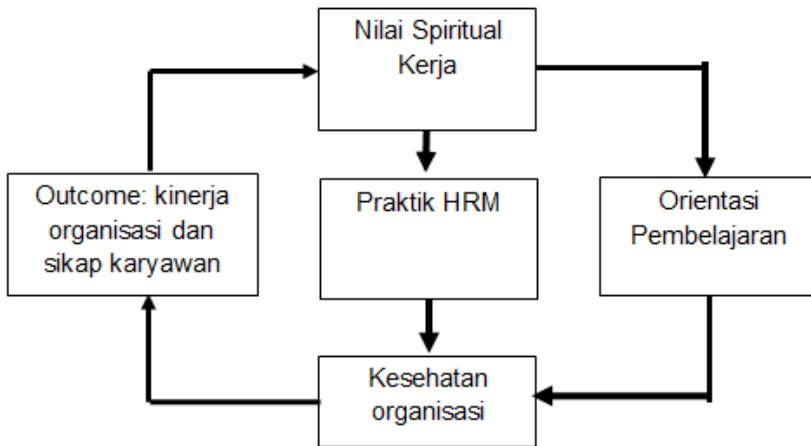 Nilai Spiritual
Kerja
Outcome: kinerja
organisasi dan
sikap karyawan
Praktik HRM
Orientasi
Pembelajaran
Kesehatan
organisasi